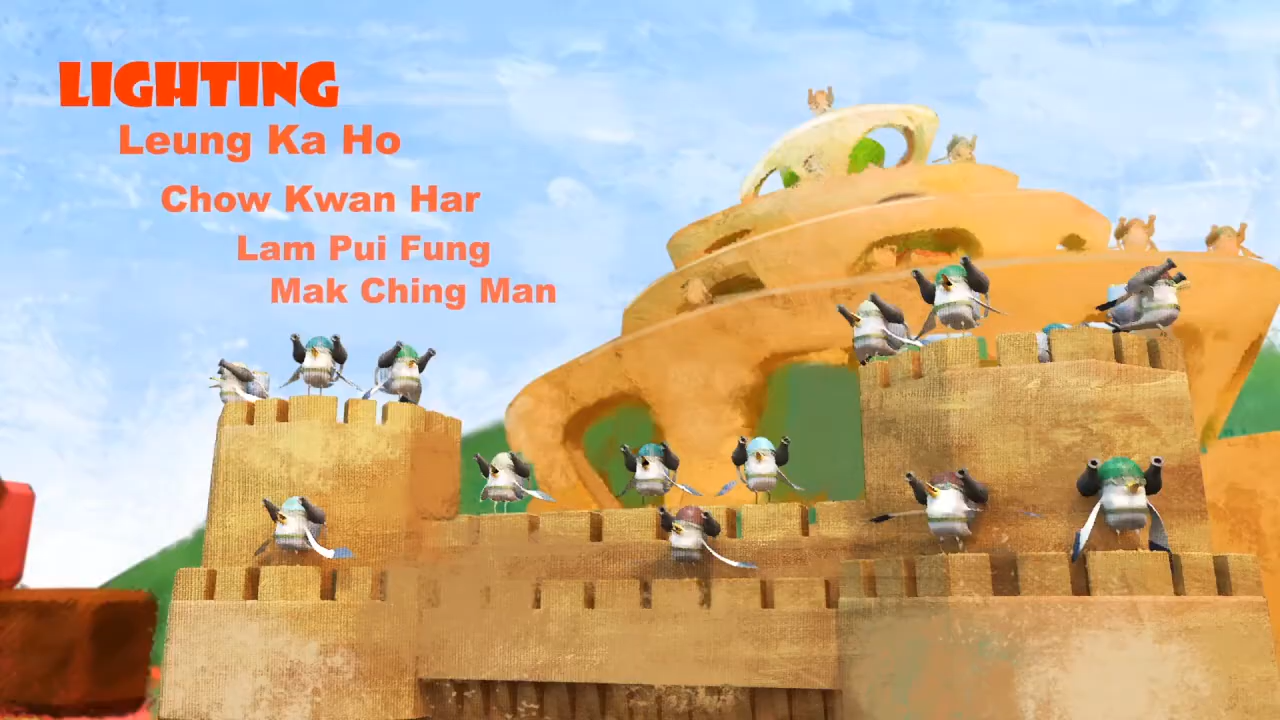 LIGHTING
Leung Ka Ho
Chow Kwan Har
Lam Pui Fung
Mak Ching Man